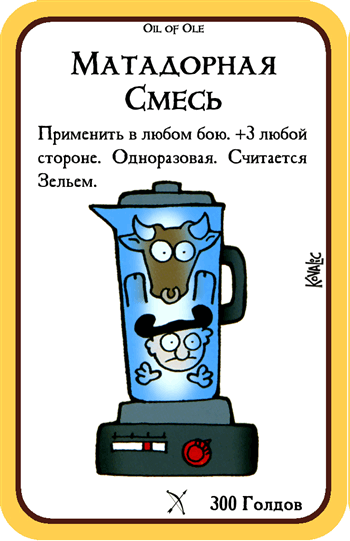 Oil of Ole
Матадорная
Смесь
Применить в любом бою. +3 любой
стороне. Одноразовая. Считается
Зельем.
Kovalic
300 Голдов